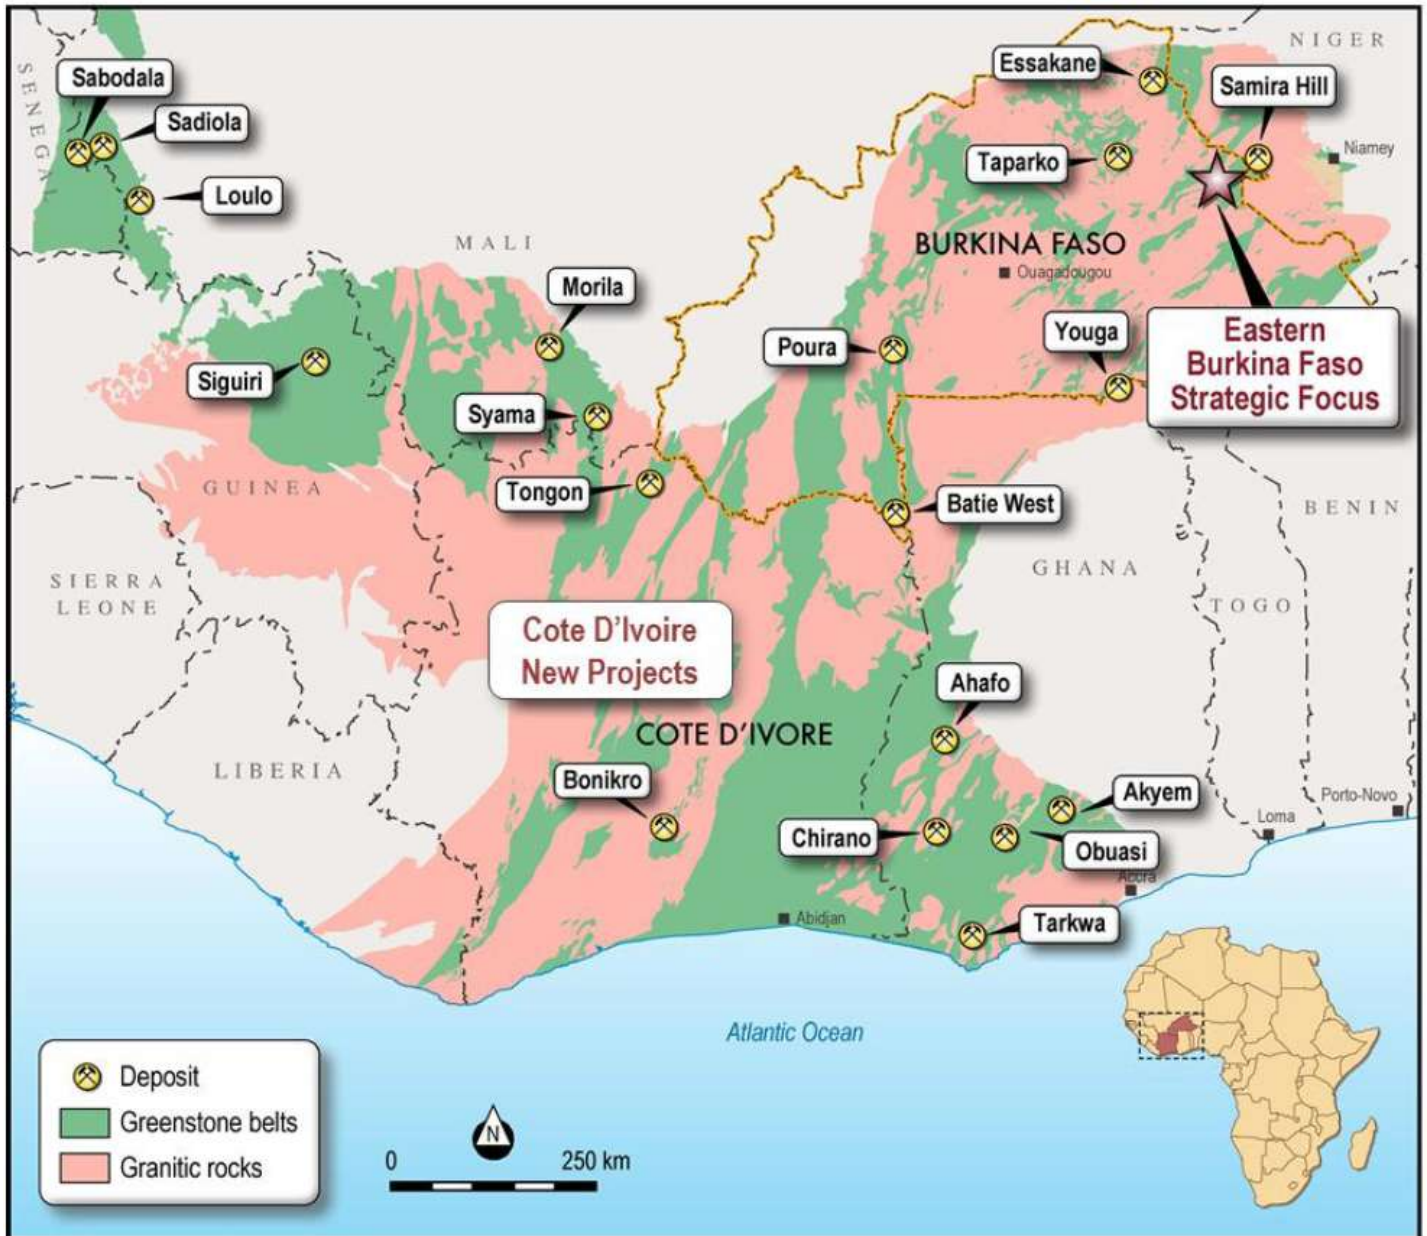 NIGER
Essakane
Samira Hill
Sabodala
SENEGAL
Sadiola
Niamey
Taparko
Loulo
MALI
BURKINA FASO
Ouagadougou
Morila
Eastern
Burkina Faso
Strategic Focus
Youga
Poura
Siguiri
Syama
GUINEA
Tongon
Batie West
BENIN
SIERRA
LEONE
GHANA
TOGO
Cote D'Ivoire
New Projects
Ahafo
COTE D'IVORE
LIBERIA
Bonikro
Akyem
Porto-Novo
Loma
Chirano
Obuasi
Accra
Abidjan
Tarkwa
Atlantic Ocean
Deposit
Greenstone belts
Granitic rocks
N
0 250 km